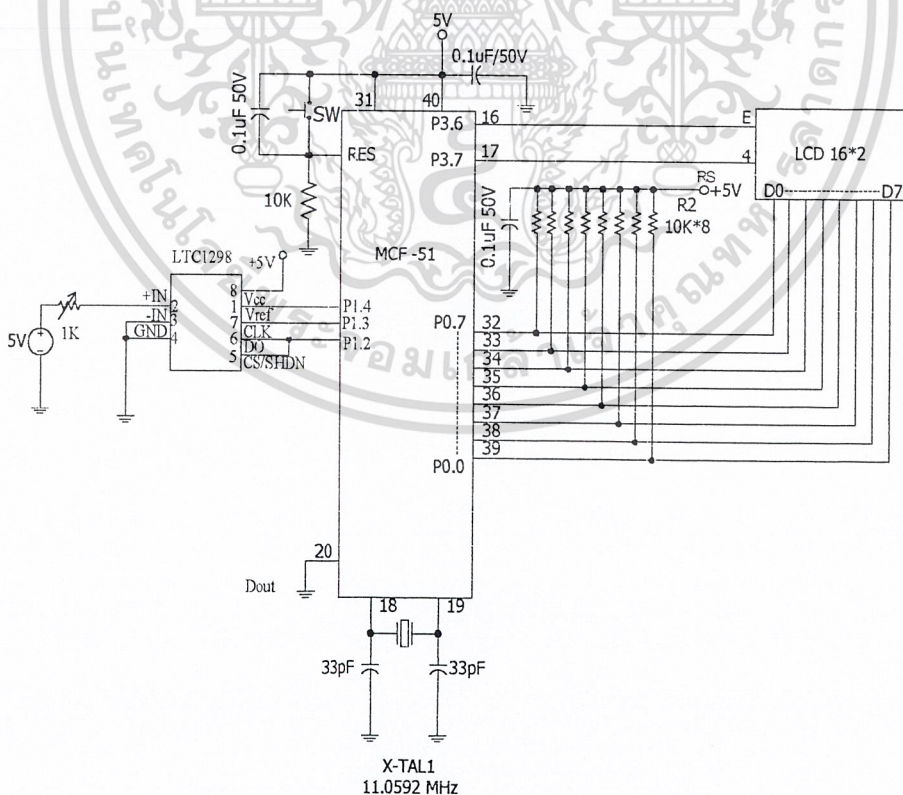 5V
0.1uF/50V
0.1uF 50V
SW
31
40
RES
10K
P3.6
16
E
P3.7
17
4
LCD 16*2
D0
D7
RS
+5V
R2
10K*8
0.1uF 50V
MCF -51
LTC1298
+5V
+IN
2
-IN
3
GND
4
5V
1K
8
Vcc
1
Vref
7
CLK
6
DO
5
CS/SHDN
P1.4
P1.3
P1.2
P0.7
32
33
34
35
36
37
38
39
P0.0
20
Dout
18
19
33pF
33pF
X-TAL1
11.0592 MHz